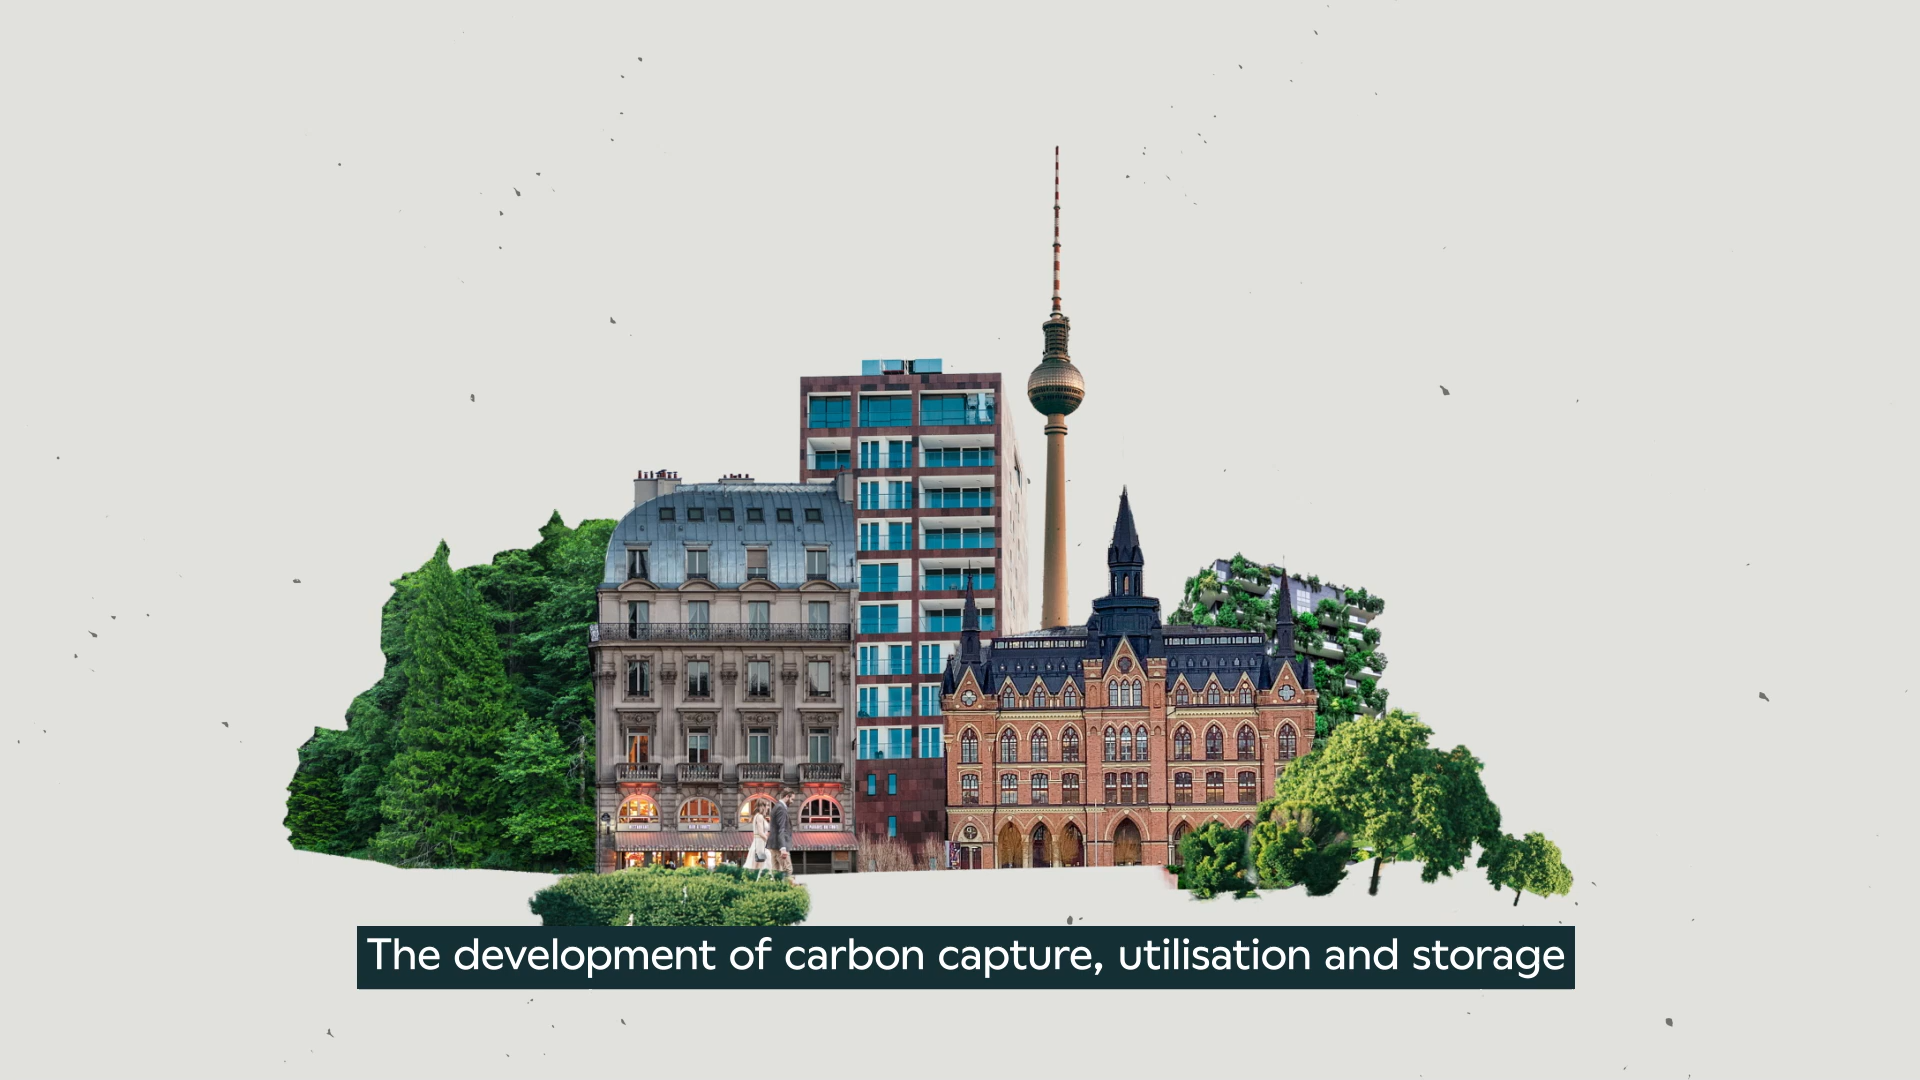 The development of carbon capture, utilisation and storage